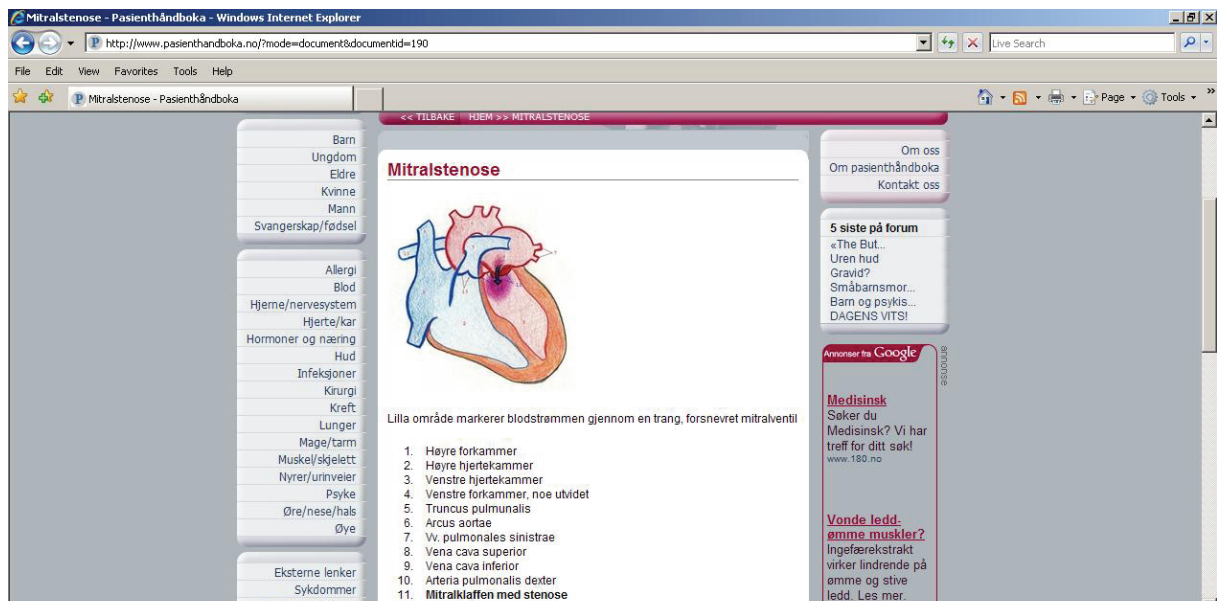 Mitralstenose - Pasienthåndboka - Windows Internet Explorer
http://www.pasienthandboka.no/?mode=document&documentid=190
Live Search
File Edit View Favorites Tools Help
Mitralstenose - Pasienthåndboka
Page Tools
<< TILBAKE HJEM >> MITRALSTENOSE
Barn
Ungdom
Eldre
Kvinne
Mann
Svangerskap/fødsel
Allergi
Blod
Hjerne/nervesystem
Hjerte/kar
Hormoner og næring
Hud
Infeksjoner
Kirurgi
Kreft
Lunger
Mage/tarm
Muskel/skjelett
Nyrer/urinveier
Psyke
Øre/nese/hals
Øye
Eksterne lenker
Sykdommer
Mitralstenose
Lilla område markerer blodstrømmen gjennom en trang, forsnevret mitralventil
1. Høyre forkammer
2. Høyre hjertekammer
3. Venstre hjertekammer
4. Venstre forkammer, noe utvidet
5. Truncus pulmunalis
6. Arcus aortae
7. Vv. pulmonales sinistrae
8. Vena cava superior
9. Vena cava inferior
10. Arteria pulmonalis dexter
11. Mitralklaffen med stenose
Om oss
Om pasienthåndboka
Kontakt oss
5 siste på forum
«The But...
Uren hud
Gravid?
Småbarnsmor...
Barn og psykis...
DAGENS VITS!
Annonser fra Google
annonse
Medisinsk
Søker du
Medisinsk? Vi har
treff for ditt søk!
www.180.no
Vonde ledd-
ømme muskler?
Ingefærekstrakt
virker lindrende på
ømme og stive
ledd. Les mer.